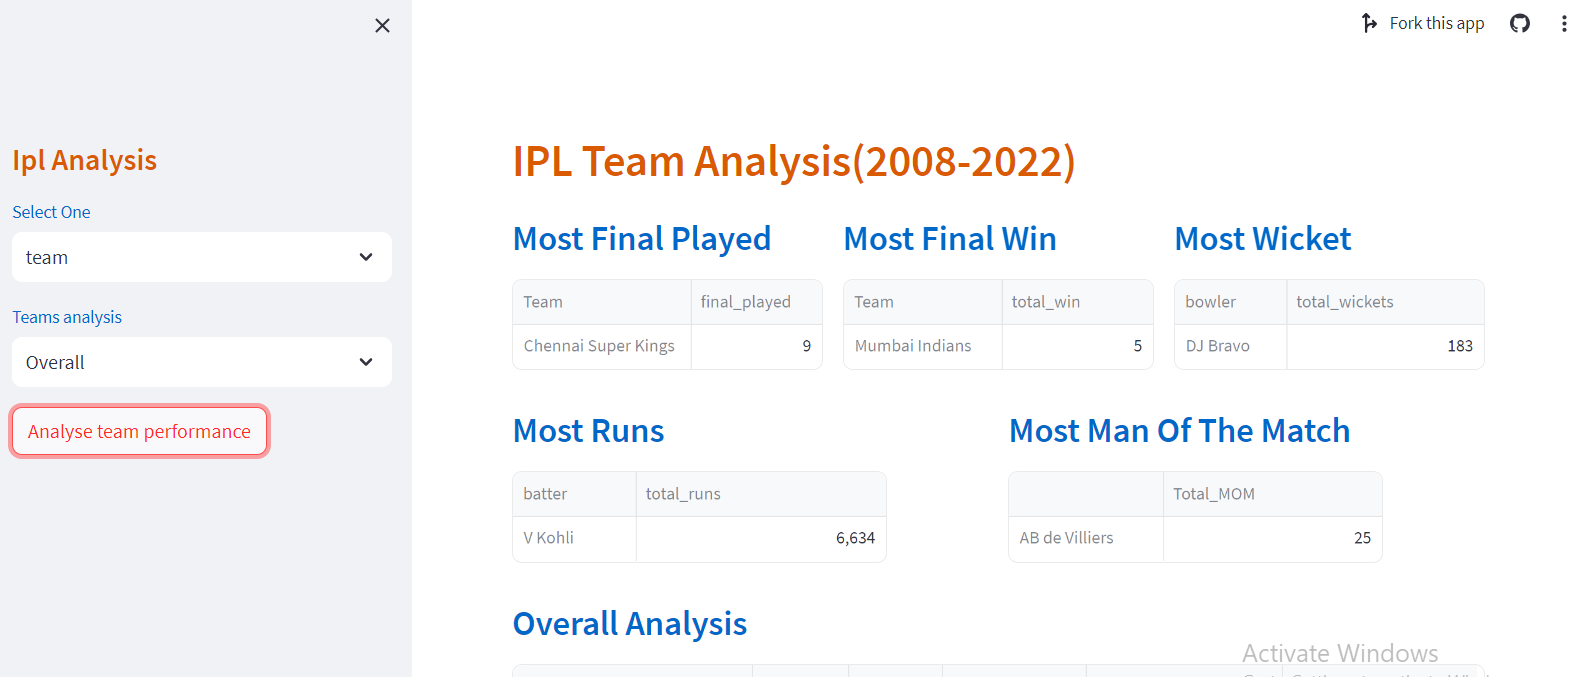 Fork this app
Ipl Analysis
Select One
team
Teams analysis
Overall
Analyse team performance
IPL Team Analysis(2008-2022)
Most Final Played
Team final_played
Chennai Super Kings 9
Most Final Win
Team total_win
Mumbai Indians 5
Most Wicket
bowler total_wickets
DJ Bravo 183
Most Runs
batter total_runs
V Kohli 6,634
Most Man Of The Match
Total_MOM
AB de Villiers 25
Overall Analysis
Activate Windows